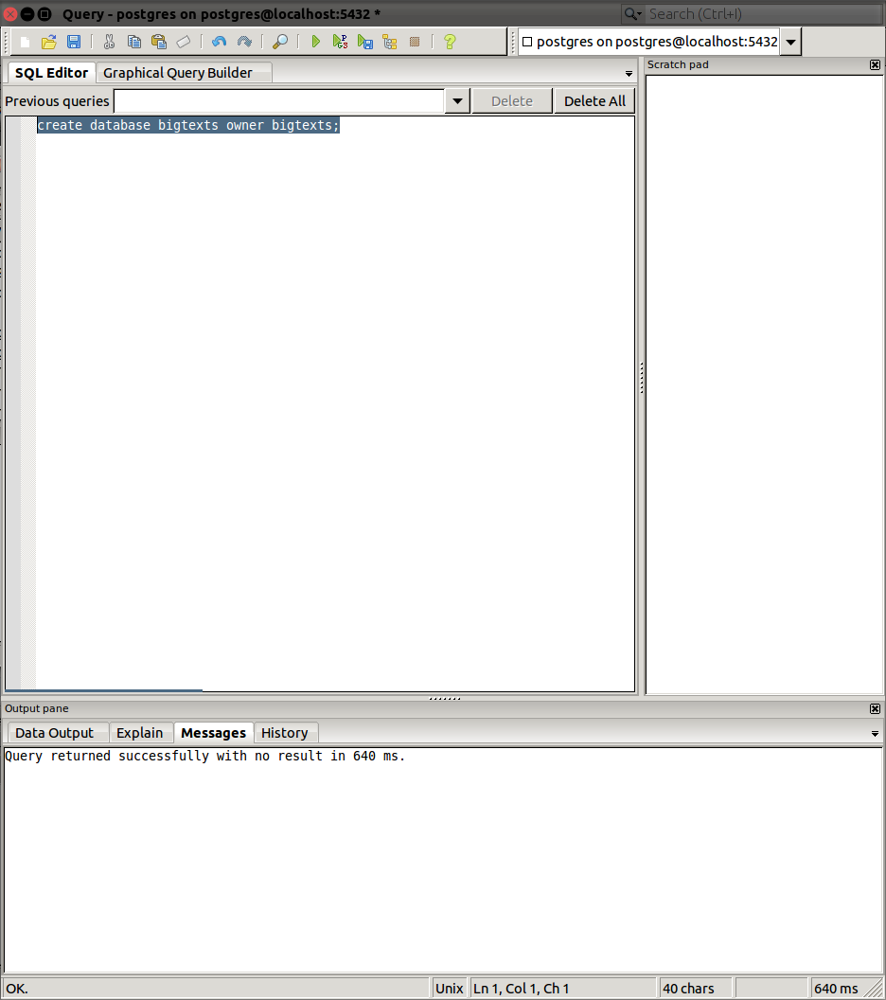 Query - postgres on postgres@localhost:5432 *
Search (Ctrl+I)
postgres on postgres@localhost:5432
SQL Editor
Graphical Query Builder
Scratch pad
Previous queries
Delete
Delete All
create database bigtexts owner bigtexts;
Output pane
Data Output
Explain
Messages
History
Query returned successfully with no result in 640 ms.
OK.
Unix
Ln 1, Col 1, Ch 1
40 chars
640 ms